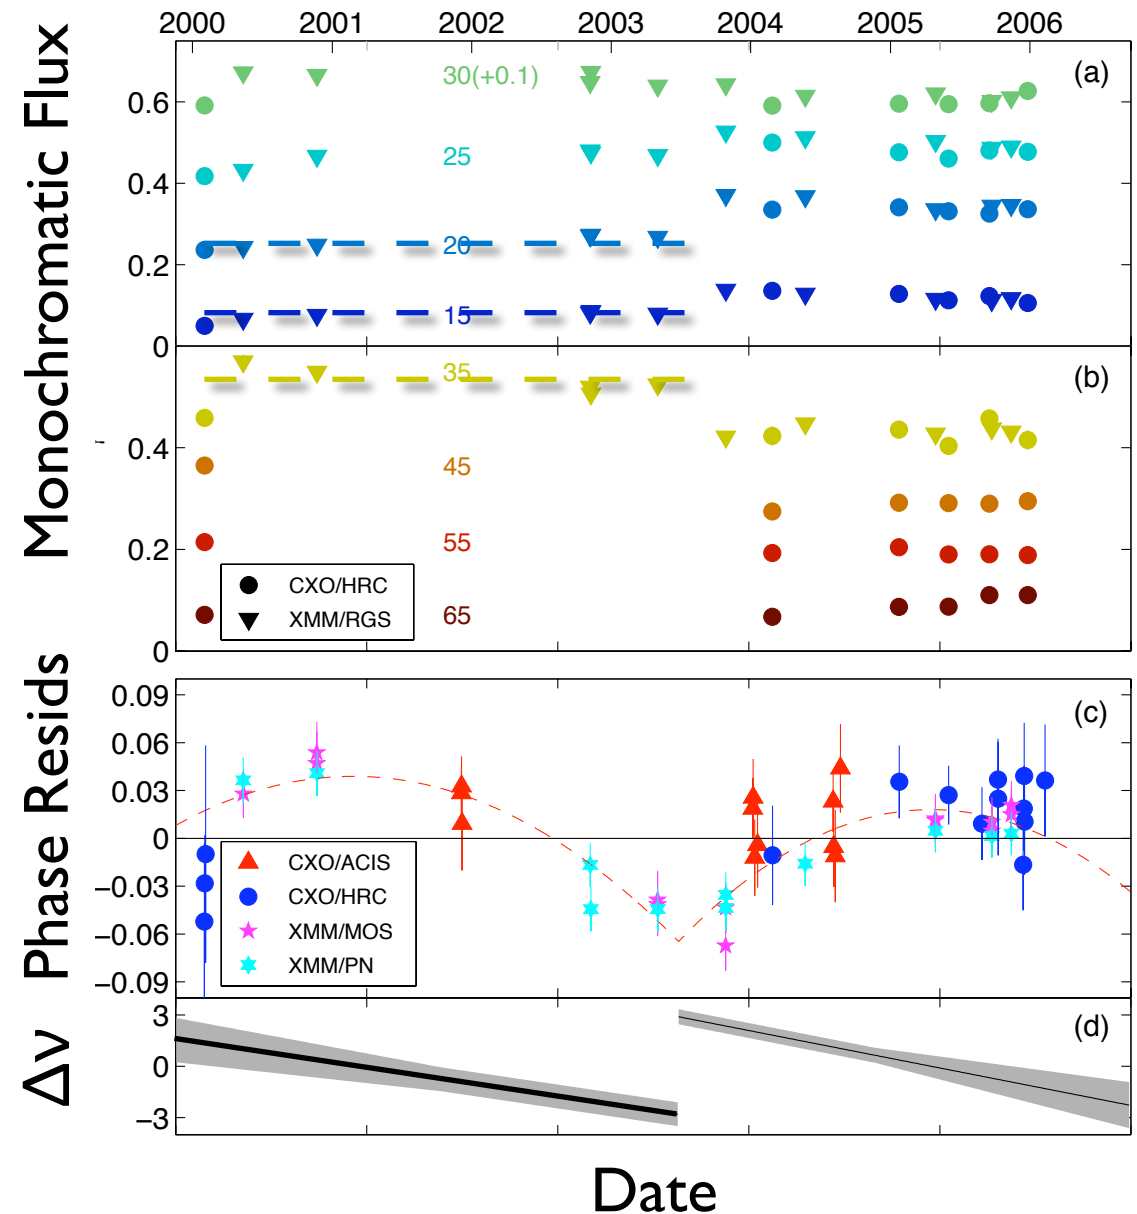 2000 2001 2002 2003 2004 2005 2006
Monochromatic Flux
(a)
30(+0.1)
0.6
25
0.4
20
0.2
15
0
(b)
35
0.4
45
55
0.2
CXO/HRC
XMM/RGS
65
0
Phase Resids
(c)
0.09
0.06
0.03
0
−0.03
−0.06
−0.09
CXO/ACIS
CXO/HRC
XMM/MOS
XMM/PN
Δν
(d)
3
0
−3
Date